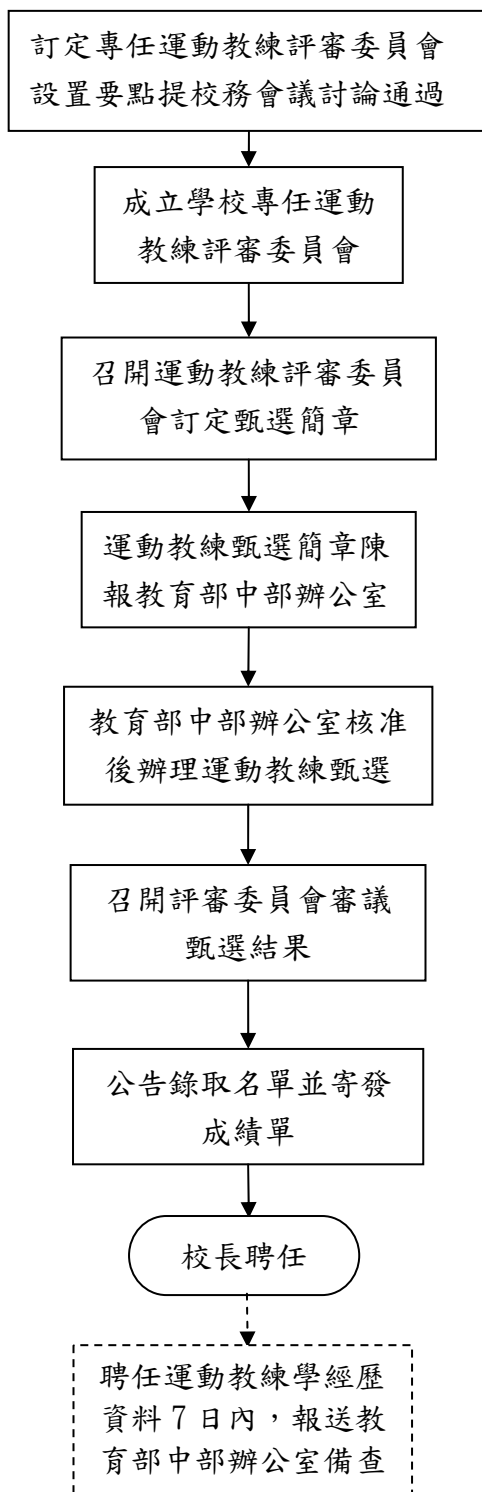 訂定專任運動教練評審委員會
設置要點提校務會議討論通過
成立學校專任運動
教練評審委員會
召開運動教練評審委員
會訂定甄選簡章
運動教練甄選簡章陳
報教育部中部辦公室
教育部中部辦公室核准
後辦理運動教練甄選
召開評審委員會審議
甄選結果
公告錄取名單並寄發
成績單
校長聘任
聘任運動教練學經歷
資料7日內，報送教
育部中部辦公室備查